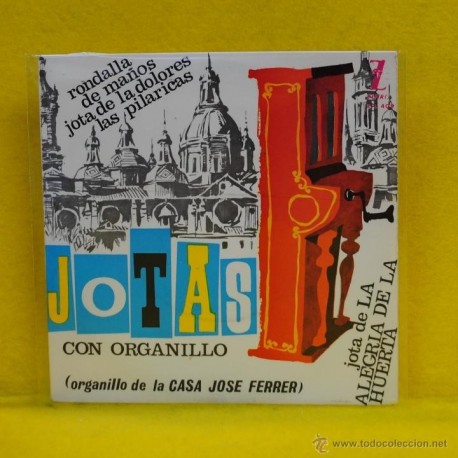 rondalla
de maños
jota de la dolores
las pilaricas
Z
JOTAS
CON ORGANILLO
(organillo de la CASA JOSE FERRER)
jota de LA
ALEGRIA DE LA
HUERTA
todocoleccion
© www.todocoleccion.net